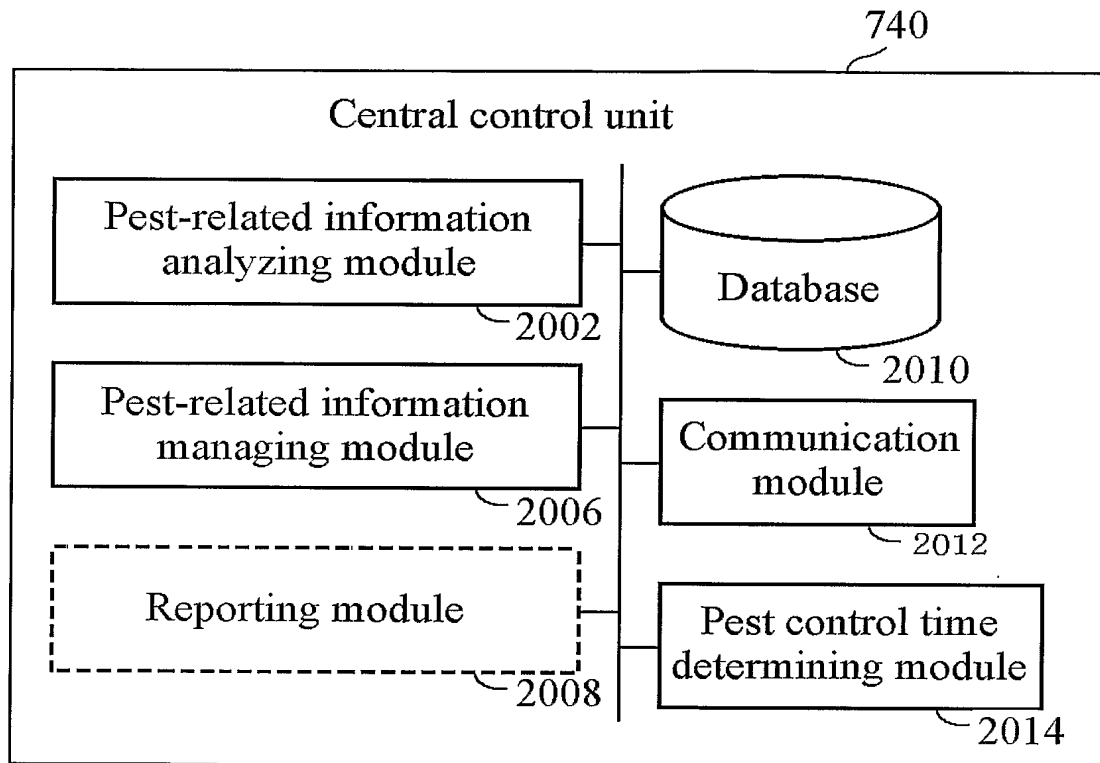 740
Central control unit
Pest-related information
analyzing module
2002
Database
2010
Pest-related information
managing module
2006
Communication
module
2012
Reporting module
2008
Pest control time
determining module
2014